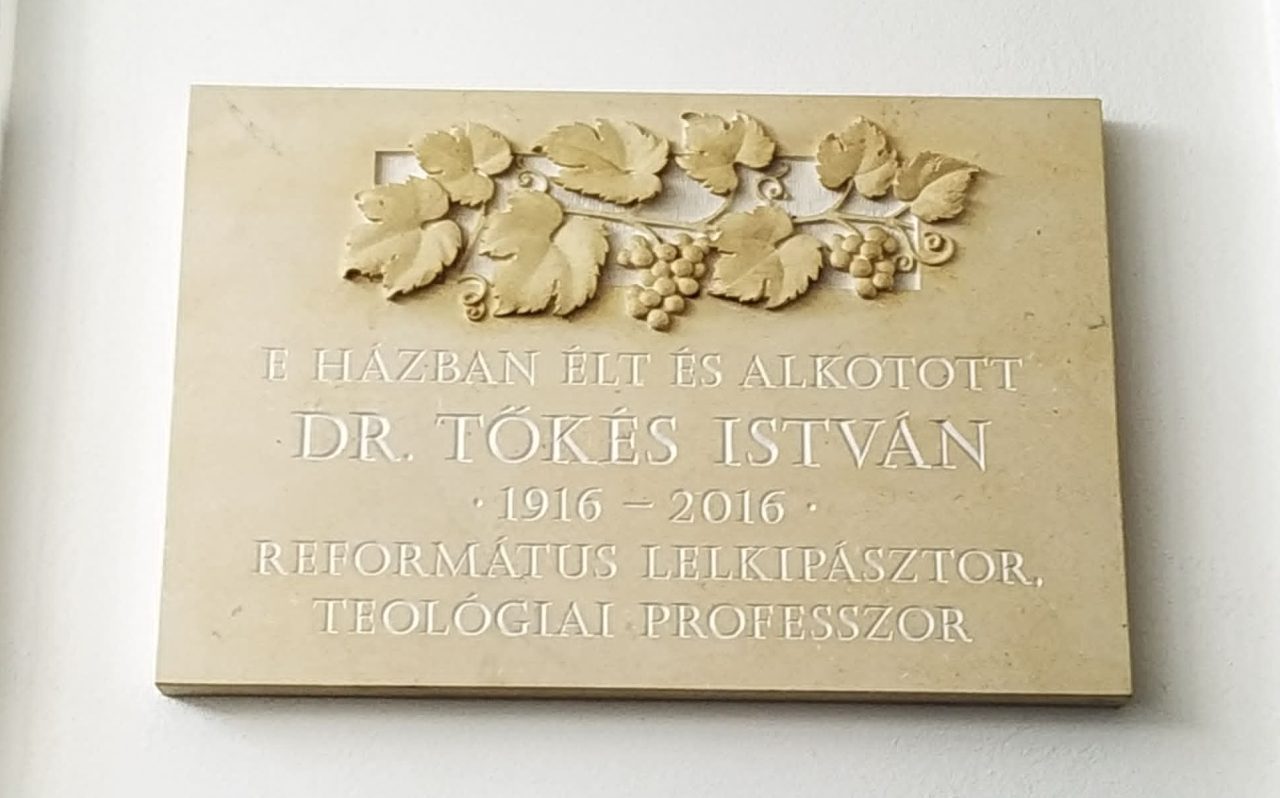 E HÁZBAN ÉLT ÉS ALKOTOTT
DR. TŐKÉS ISTVÁN
· 1916 – 2016 ·
REFORMÁTUS LELKIPÁSZTOR,
TEOLÓGIAI PROFESSZOR